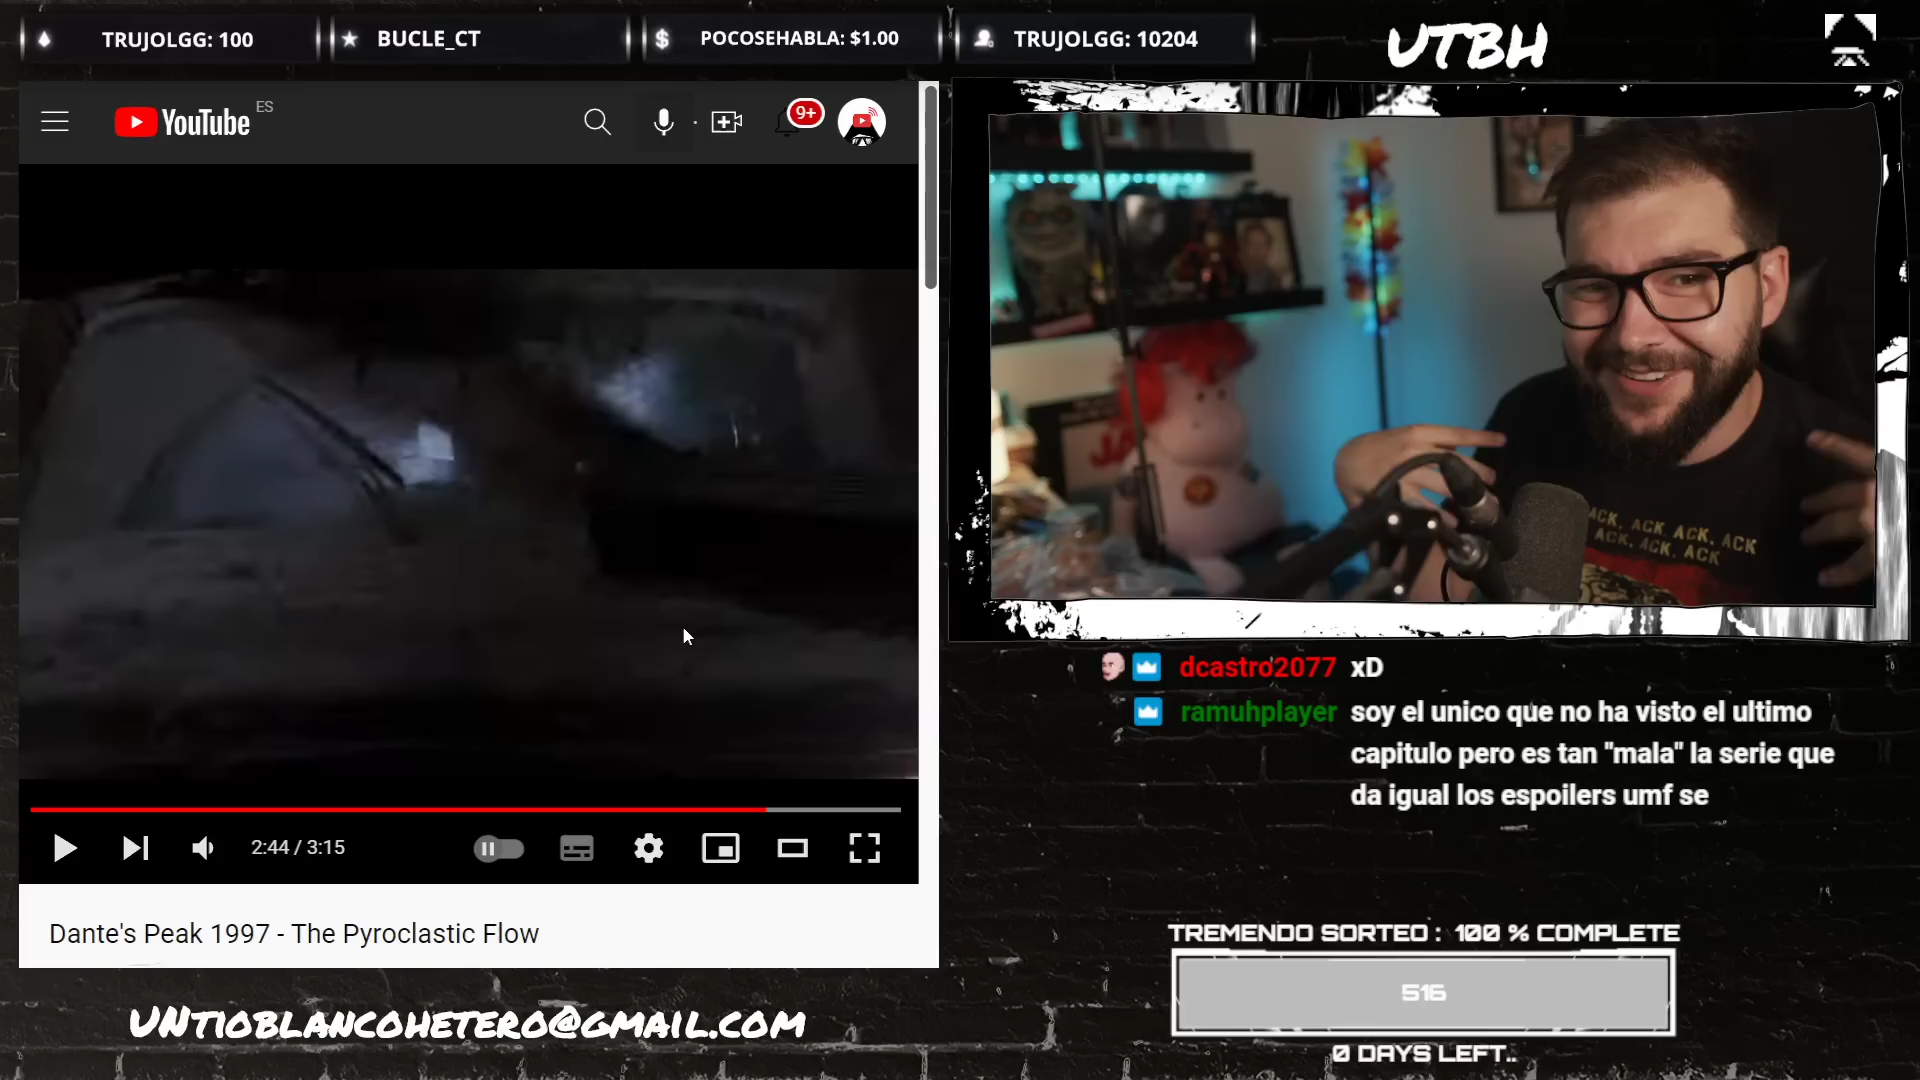 TRUJOLGG: 100
BUCLE_CT
POCOSEHABLA: $1.00
TRUJOLGG: 10204
UTBH
YouTube ES
9+
2:44 / 3:15
Dante's Peak 1997 - The Pyroclastic Flow
UNTIOBLANCOHETERO@GMAIL.COM
ACK, ACK, ACK, ACK
ACK, ACK, ACK
dcastro2077 xD
ramuhplayer soy el unico que no ha visto el ultimo
capitulo pero es tan "mala" la serie que
da igual los espoilers umf se
TREMENDO SORTEO : 100 % COMPLETE
516
0 DAYS LEFT..